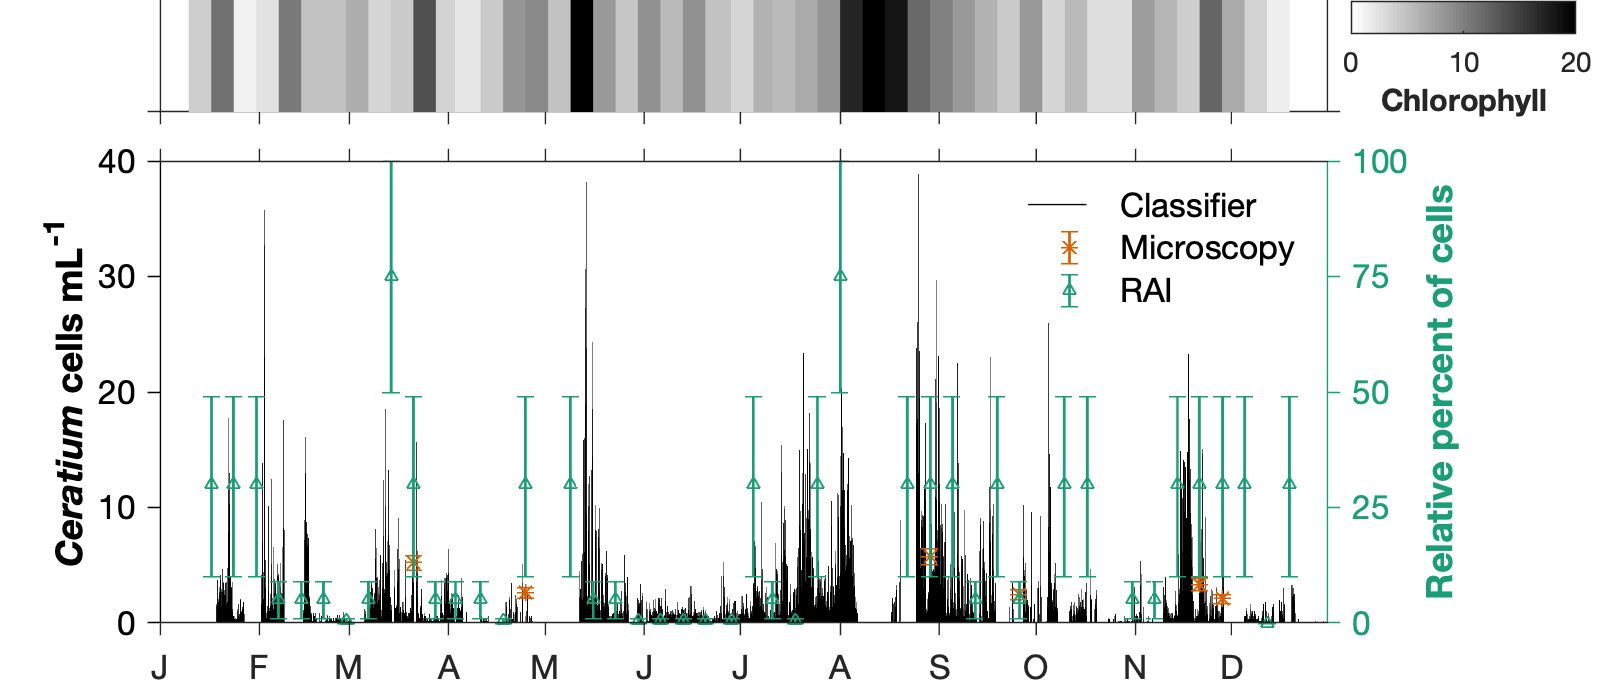 0 10 20
Chlorophyll
40
30
20
10
0
Ceratium cells mL-1
100
75
50
25
0
Relative percent of cells
Classifier
Microscopy
RAI
J F M A M J J A S O N D